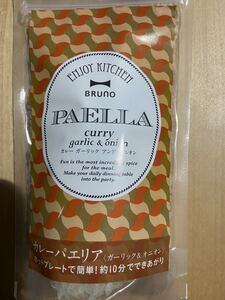 ENJOY KITCHEN
BRUNO
PAELLA
curry
garlic & onion
カレー ガーリック アンド オニオン
Fun is the most incredible spice
for the meal.
Make your daily dinning table
into the party.
カレーパエリア（ガーリック&オニオン）
ホットプレートで簡単!約10分でできあがり